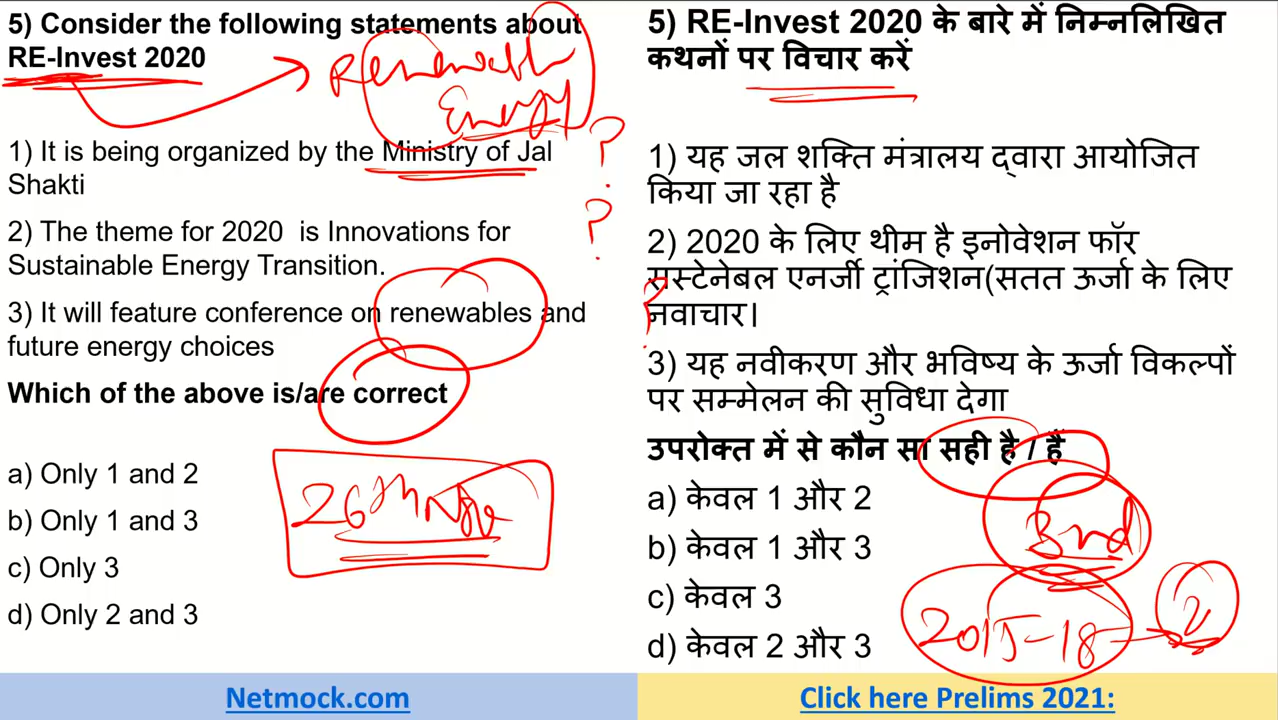 5) Consider the following statements about
RE-Invest 2020
Renewable
Energy
1) It is being organized by the Ministry of Jal
Shakti
?
2) The theme for 2020 is Innovations for
Sustainable Energy Transition.
?
3) It will feature conference on renewables and
future energy choices
Which of the above is/are correct
a) Only 1 and 2
b) Only 1 and 3
c) Only 3
d) Only 2 and 3
26th Nov
5) RE-Invest 2020 के बारे में निम्नलिखित
कथनों पर विचार करें
1) यह जल शक्ति मंत्रालय द्वारा आयोजित
किया जा रहा है
2) 2020 के लिए थीम है इनोवेशन फॉर
सस्टेनेबल एनर्जी ट्रांजिशन(सतत ऊर्जा के लिए
नवाचार।
?
3) यह नवीकरण और भविष्य के ऊर्जा विकल्पों
पर सम्मेलन की सुविधा देगा
उपरोक्त में से कौन सा सही है / हैं
a) केवल 1 और 2
b) केवल 1 और 3
c) केवल 3
d) केवल 2 और 3
3nd
2015-18
2
Netmock.com
Click here Prelims 2021: